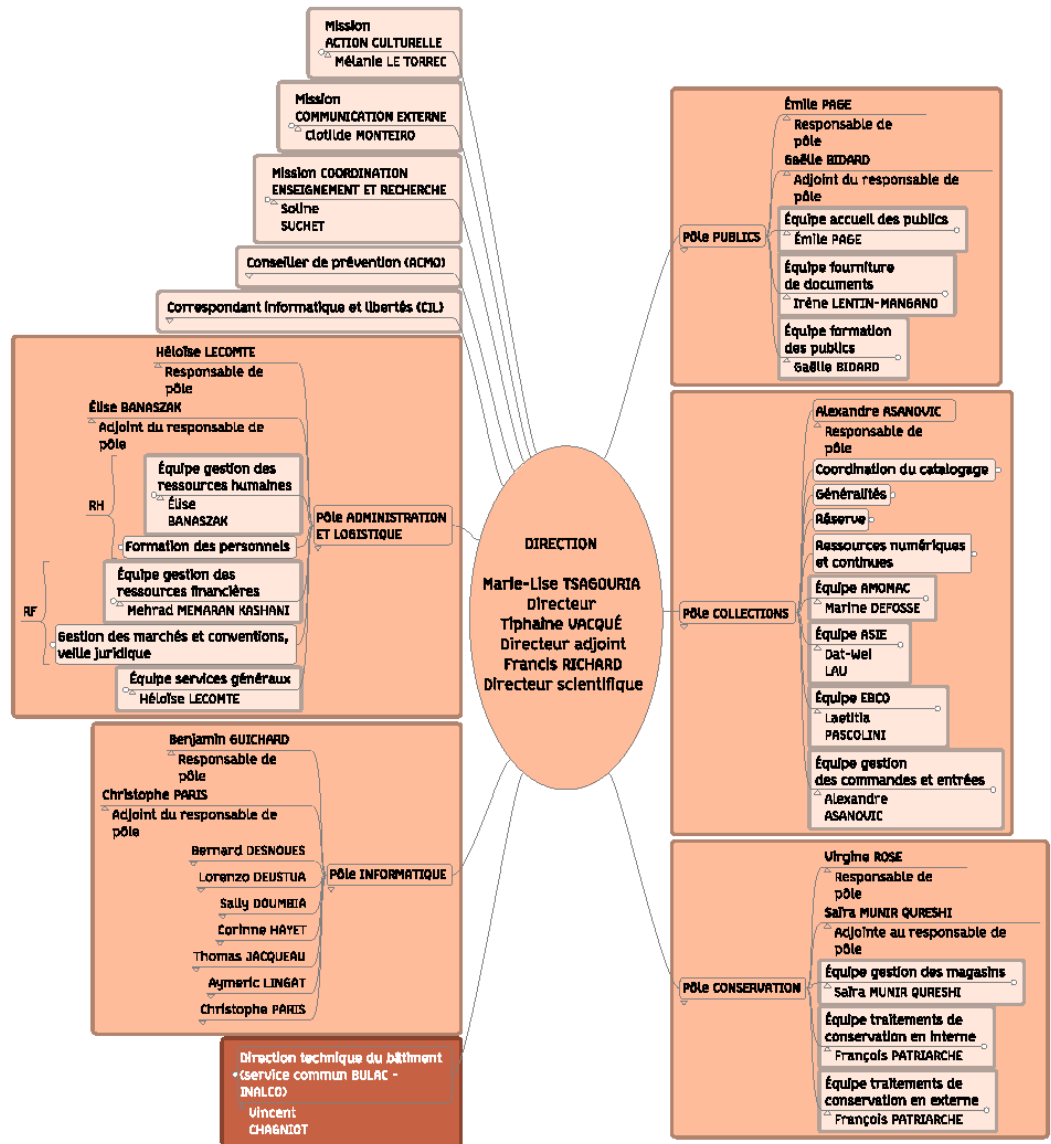 Mission
ACTION CULTURELLE
Mélanie LE TORREC
Mission
COMMUNICATION EXTERNE
Clotilde MONTEIRO
Mission COORDINATION
ENSEIGNEMENT ET RECHERCHE
Soline
SUCHET
Conseiller de prévention (ACMO)
Correspondant informatique et libertés (CIL)
Héloïse LECOMTE
Responsable de
pôle
Élise BANASZAK
Adjoint du responsable de
pôle
RH
Équipe gestion des
ressources humaines
Élise
BANASZAK
Formation des personnels
RF
Équipe gestion des
ressources financières
Mehrad MEMARAN KASHANI
Gestion des marchés et conventions,
veille juridique
Équipe services généraux
Héloïse LECOMTE
Pôle ADMINISTRATION
ET LOGISTIQUE
Benjamin GUICHARD
Responsable de
pôle
Christophe PARIS
Adjoint du responsable de
pôle
Bernard DESNOUES
Lorenzo DEUSTUA
Sally DOUMBIA
Corinne HAYET
Thomas JACQUEAU
Aymeric LINGAT
Christophe PARIS
Pôle INFORMATIQUE
Direction technique du bâtiment
(service commun BULAC -
INALCO)
Vincent
CHAGNIOT
DIRECTION
Marie-Lise TSAGOURIA
Directeur
Tiphaine VACQUÉ
Directeur adjoint
Francis RICHARD
Directeur scientifique
Pôle PUBLICS
Émile PAGE
Responsable de
pôle
Gaëlle BIDARD
Adjoint du responsable de
pôle
Équipe accueil des publics
Émile PAGE
Équipe fourniture
de documents
Irène LENTIN-MANGANO
Équipe formation
des publics
Gaëlle BIDARD
Pôle COLLECTIONS
Alexandre ASANOVIC
Responsable de
pôle
Coordination du catalogage
Généralités
Réserve
Ressources numériques
et continues
Équipe AMOMAC
Marine DEFOSSE
Équipe ASIE
Dat-Wei
LAU
Équipe EBCO
Laetitia
PASCOLINI
Équipe gestion
des commandes et entrées
Alexandre
ASANOVIC
Pôle CONSERVATION
Virgine ROSE
Responsable de
pôle
Saïra MUNIR QURESHI
Adjointe au responsable de
pôle
Équipe gestion des magasins
Saïra MUNIR QURESHI
Équipe traitements de
conservation en interne
François PATRIARCHE
Équipe traitements de
conservation en externe
François PATRIARCHE